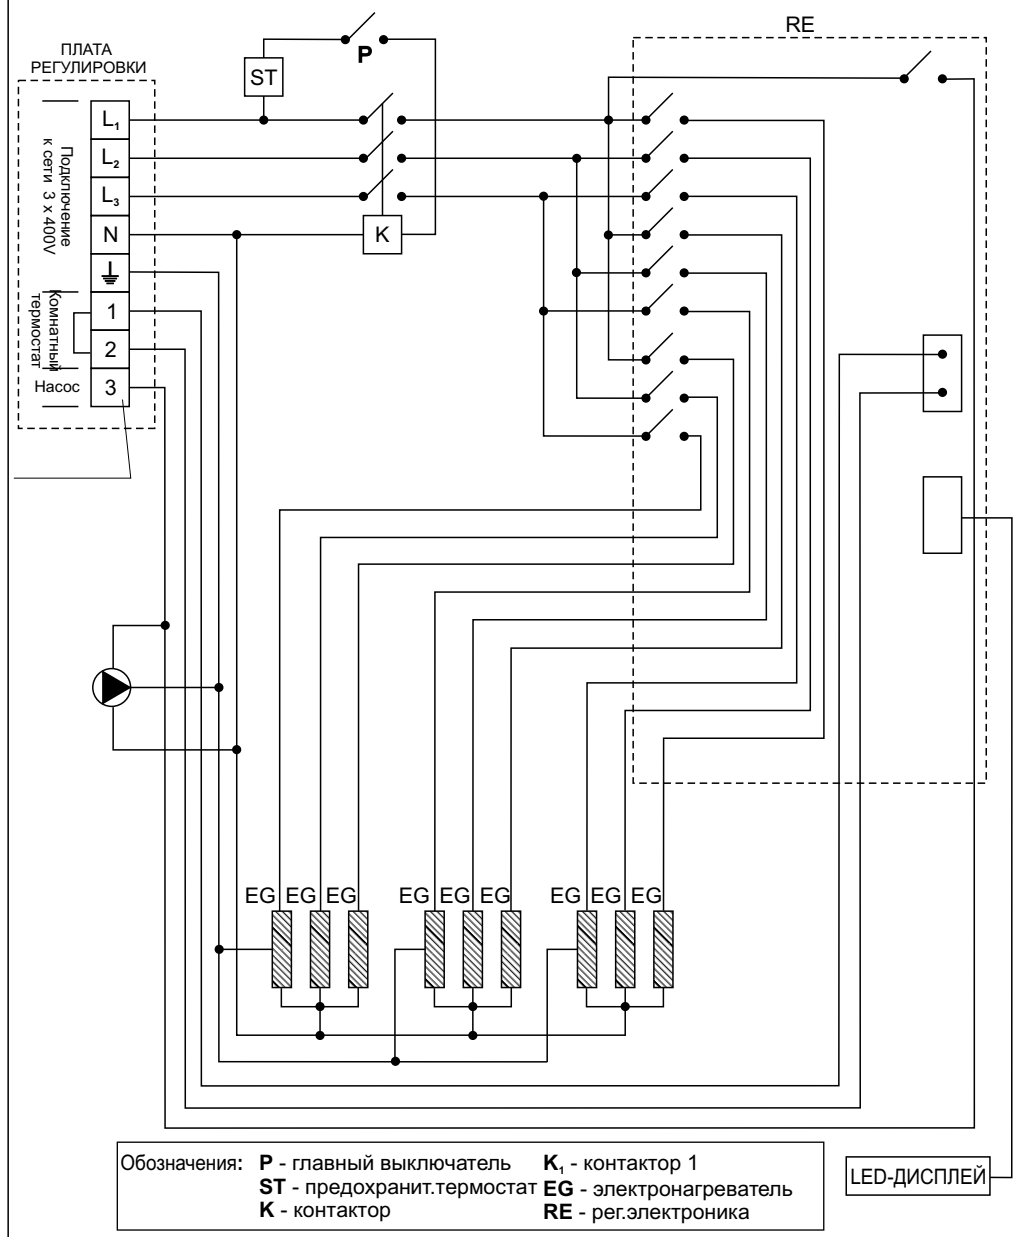 RE
ПЛАТА
РЕГУЛИРОВКИ
P
ST
L₁
L₂
L₃
N
K
Подключение
к сети 3 x 400V
1
2
Комнатный
термостат
Насос
3
EG EG EG
EG EG EG
EG EG EG
Обозначения: P - главный выключатель
K₁ - контактор 1
ST - предохранит.термостат
EG - электронагреватель
K - контактор
RE - рег.электроника
LED-ДИСПЛЕЙ